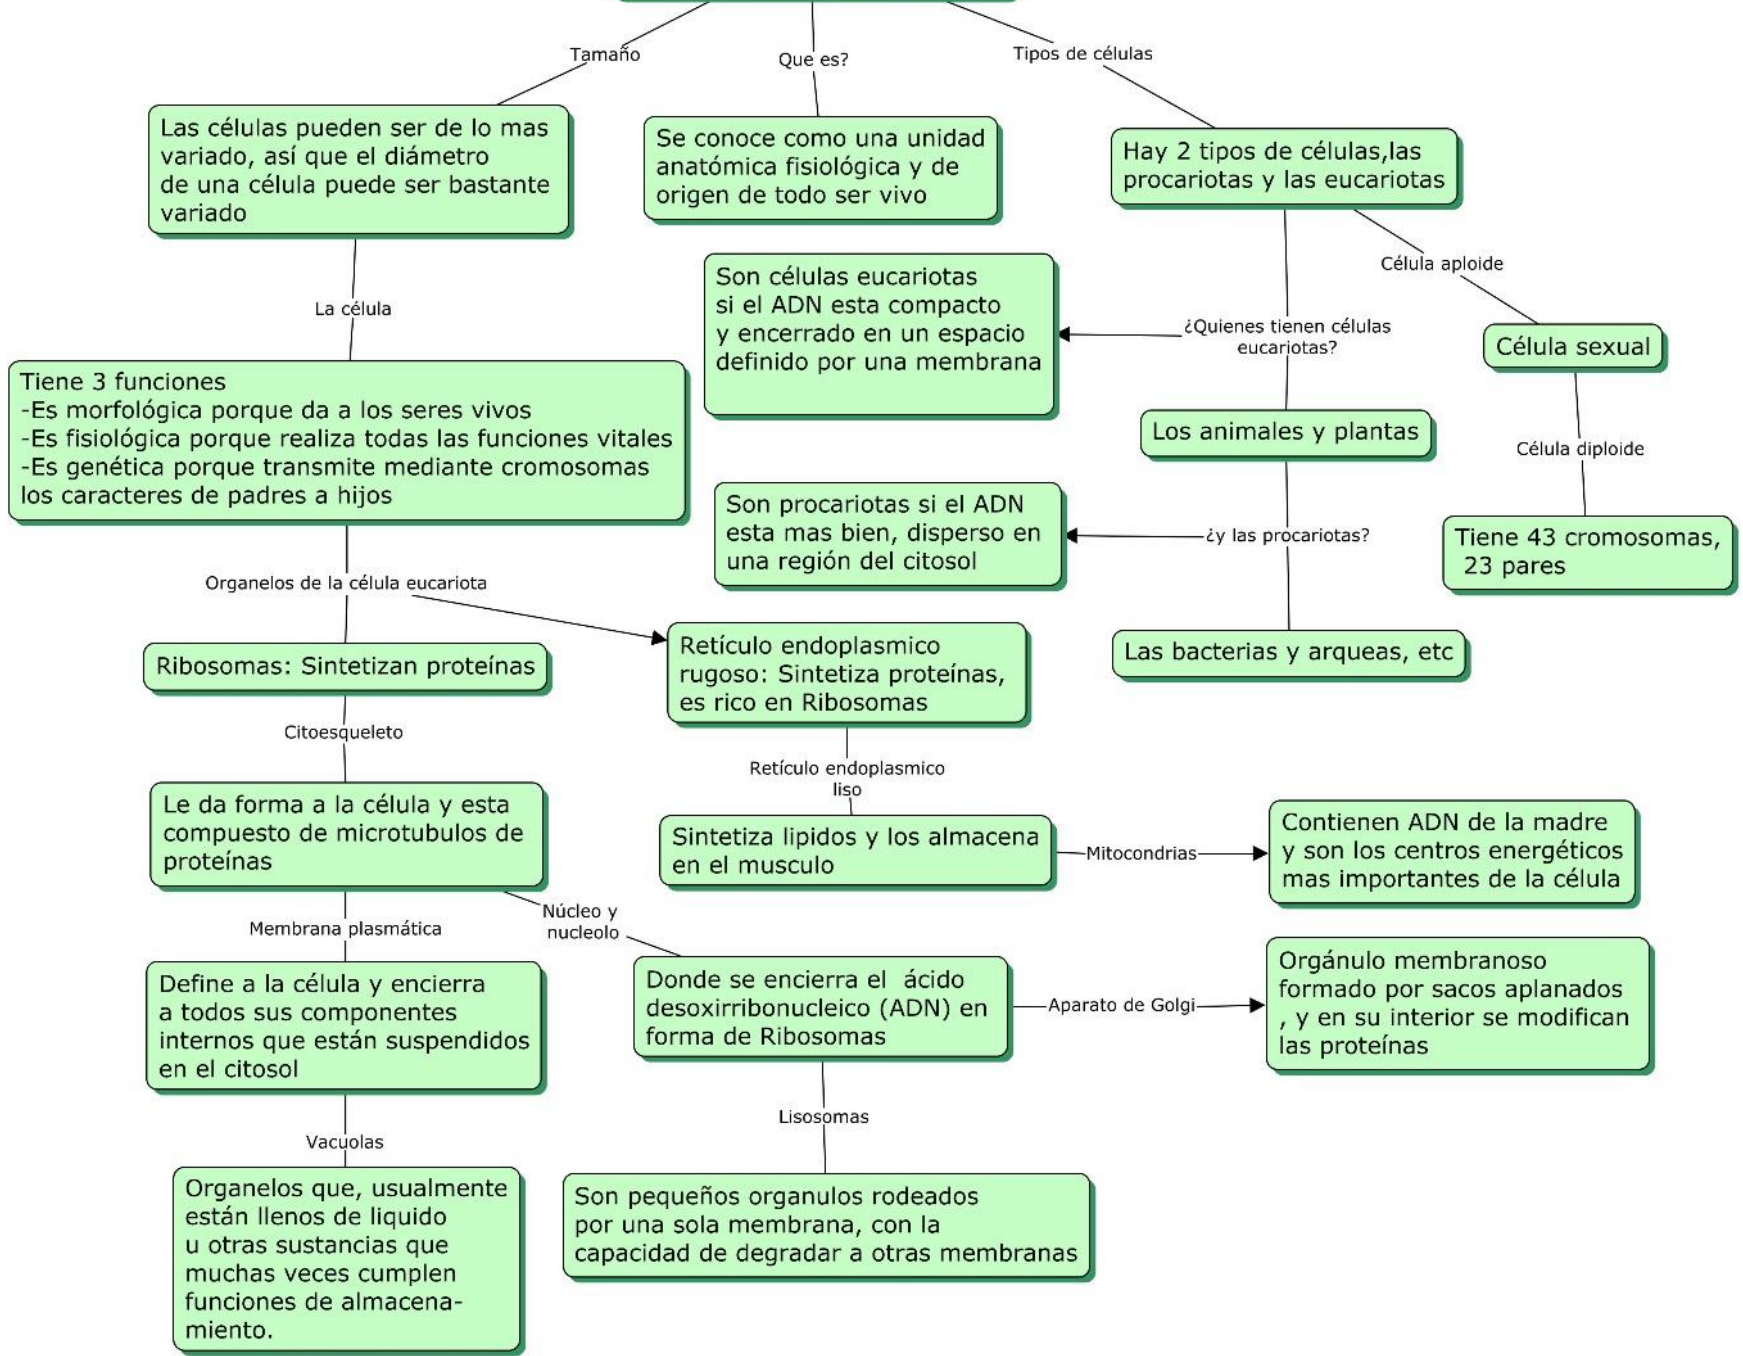 Tamaño
Que es?
Tipos de células
Las células pueden ser de lo mas
variado, así que el diámetro
de una célula puede ser bastante
variado
Se conoce como una unidad
anatómica fisiológica y de
origen de todo ser vivo
Hay 2 tipos de células,las
procariotas y las eucariotas
Célula aploide
Son células eucariotas
si el ADN esta compacto
y encerrado en un espacio
definido por una membrana
¿Quienes tienen células
eucariotas?
Célula sexual
La célula
Tiene 3 funciones
-Es morfológica porque da a los seres vivos
-Es fisiológica porque realiza todas las funciones vitales
-Es genética porque transmite mediante cromosomas
los caracteres de padres a hijos
Los animales y plantas
Célula diploide
Son procariotas si el ADN
esta mas bien, disperso en
una región del citosol
¿y las procariotas?
Tiene 43 cromosomas,
23 pares
Organelos de la célula eucariota
Ribosomas: Sintetizan proteínas
Retículo endoplasmico
rugoso: Sintetiza proteínas,
es rico en Ribosomas
Las bacterias y arqueas, etc
Citoesqueleto
Retículo endoplasmico
liso
Le da forma a la célula y esta
compuesto de microtubulos de
proteínas
Sintetiza lipidos y los almacena
en el musculo
Mitocondrias
Contienen ADN de la madre
y son los centros energéticos
mas importantes de la célula
Membrana plasmática
Núcleo y
nucleolo
Define a la célula y encierra
a todos sus componentes
internos que están suspendidos
en el citosol
Donde se encierra el ácido
desoxirribonucleico (ADN) en
forma de Ribosomas
Aparato de Golgi
Orgánulo membranoso
formado por sacos aplanados
, y en su interior se modifican
las proteínas
Vacuolas
Lisosomas
Organelos que, usualmente
están llenos de liquido
u otras sustancias que
muchas veces cumplen
funciones de almacena-
miento.
Son pequeños organulos rodeados
por una sola membrana, con la
capacidad de degradar a otras membranas